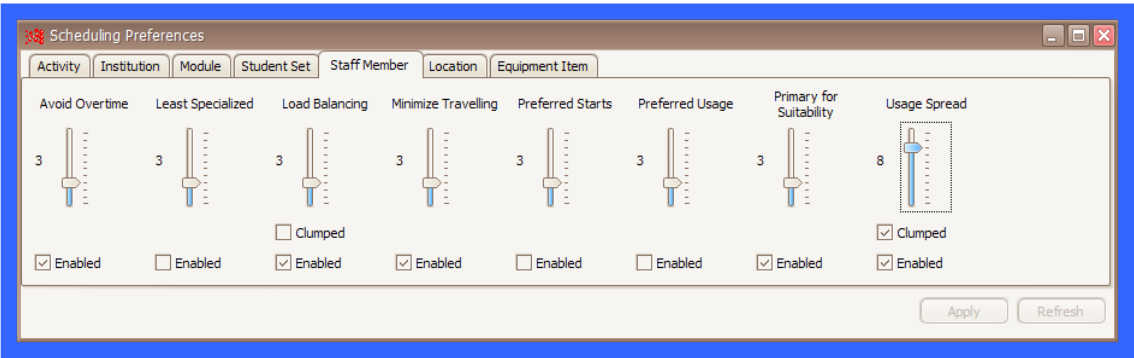 Scheduling Preferences
Activity Institution Module Student Set Staff Member Location Equipment Item
Avoid Overtime Least Specialized Load Balancing Minimize Travelling Preferred Starts Preferred Usage Primary for Suitability Usage Spread
3 3 3 3 3 3 3 8
Clumped Clumped
Enabled Enabled Enabled Enabled Enabled Enabled Enabled Enabled
Apply Refresh